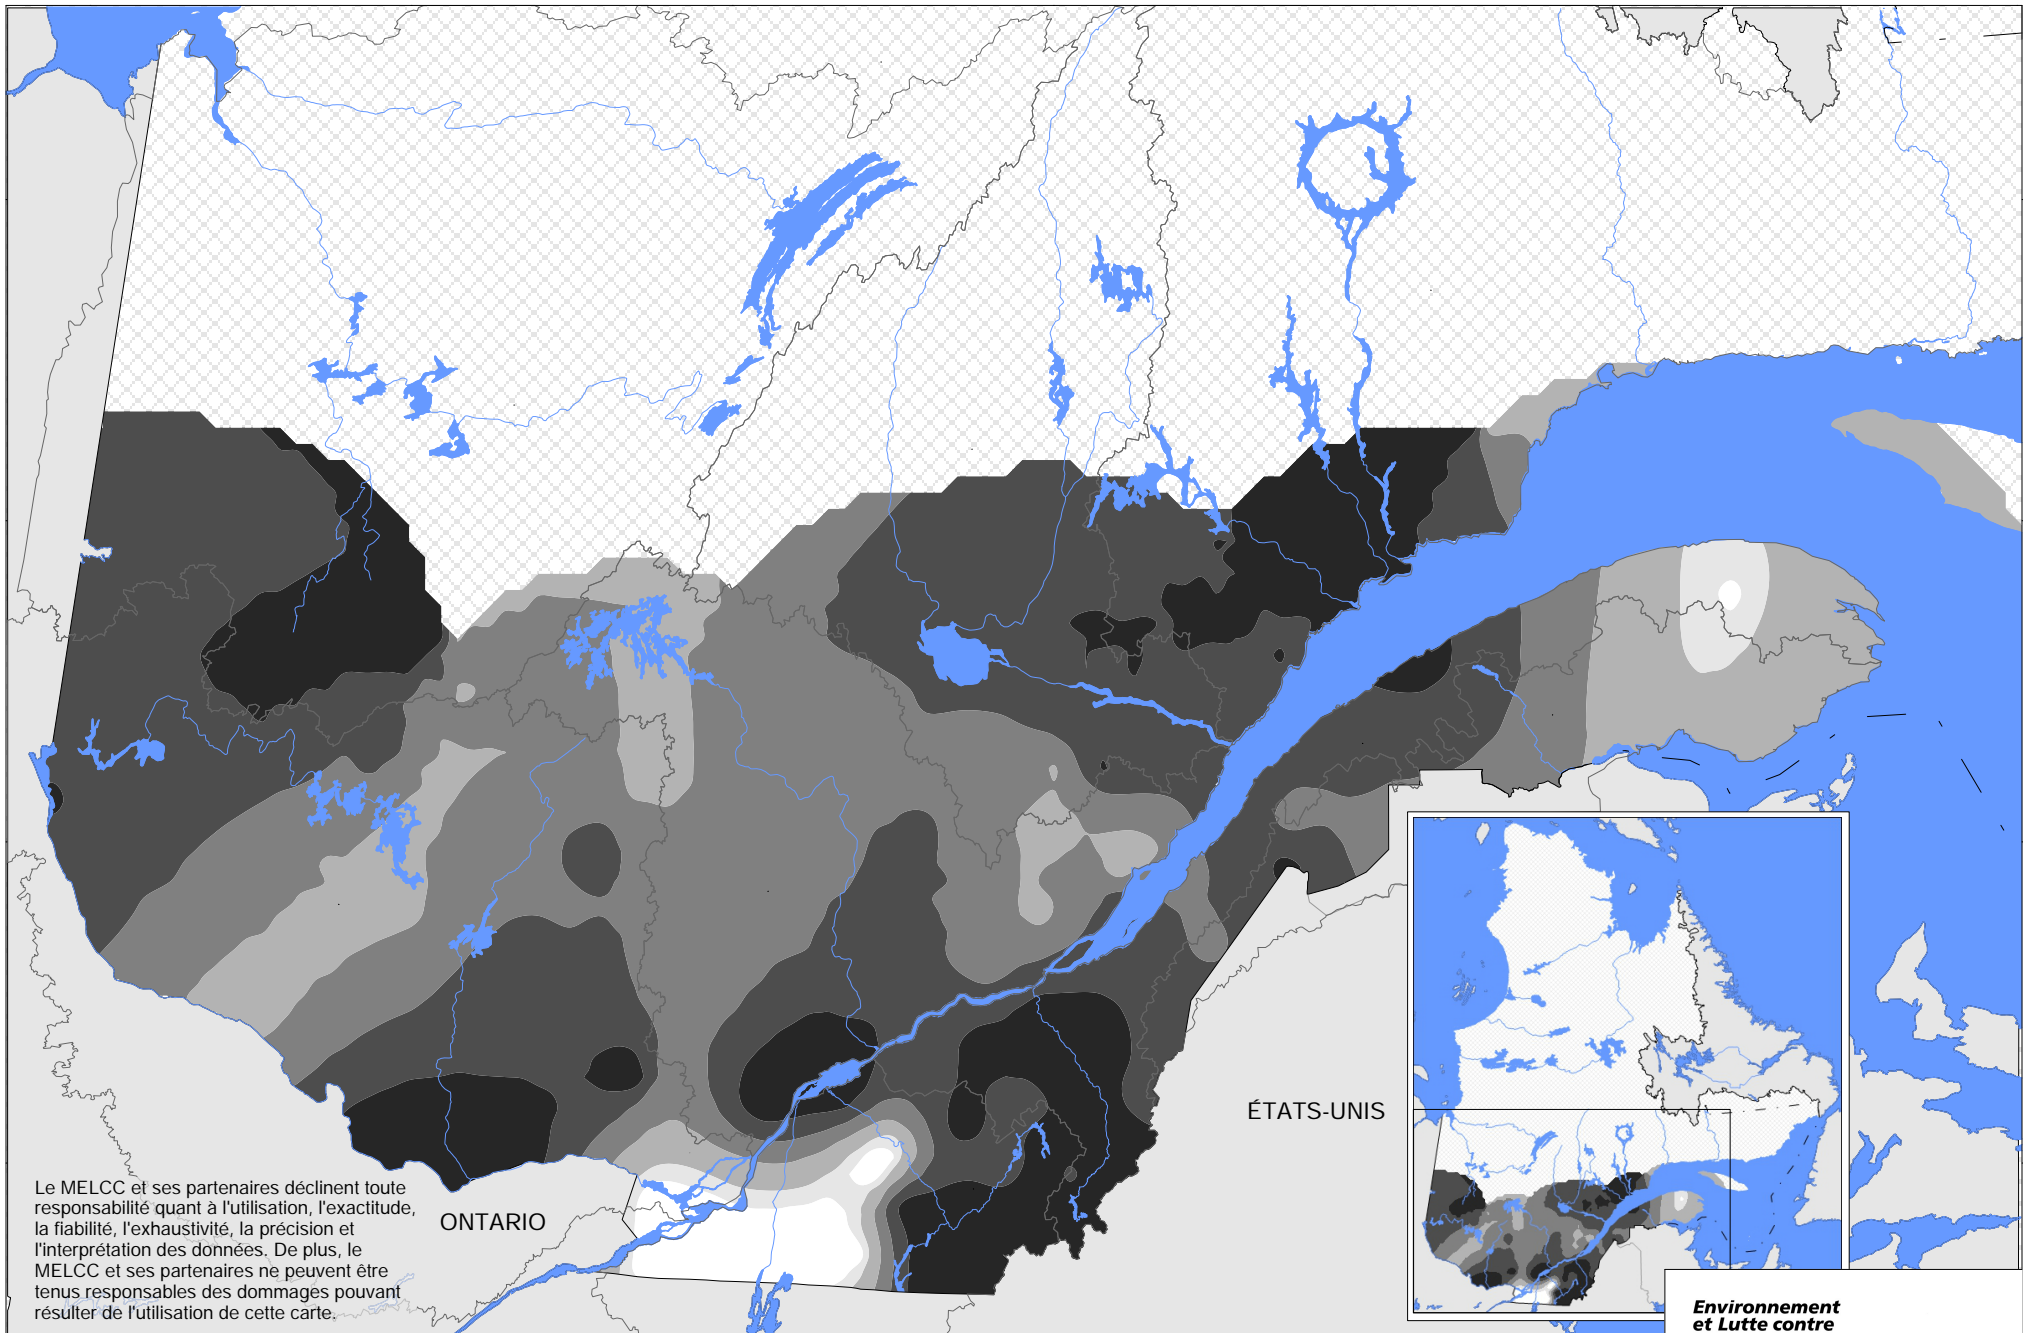 Le MELCC et ses partenaires déclinent toute
responsabilité quant à l'utilisation, l'exactitude,
la fiabilité, l'exhaustivité, la précision et
l'interprétation des données. De plus, le
MELCC et ses partenaires ne peuvent être
tenus responsables des dommages pouvant
résulter de l'utilisation de cette carte.
ONTARIO
ÉTATS-UNIS
Environnement
et Lutte contre